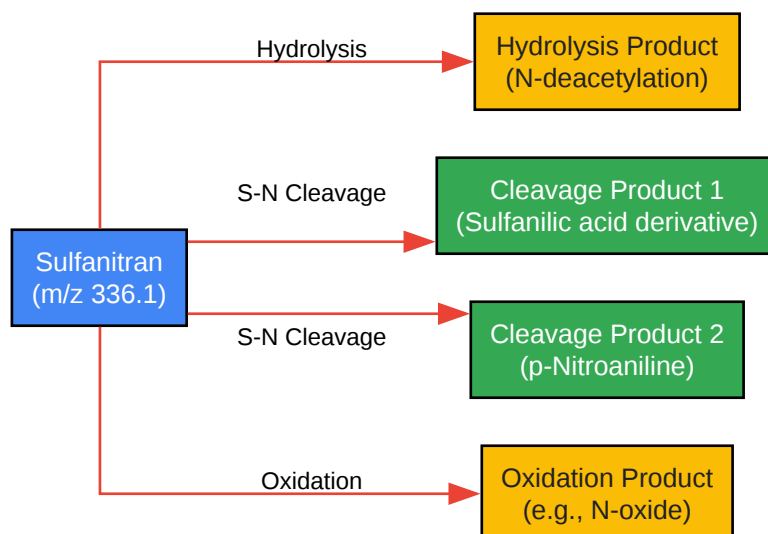 Hydrolysis
Hydrolysis Product
(N-deacetylation)
S-N Cleavage
Cleavage Product 1
(Sulfanilic acid derivative)
Sulfanitran
(m/z 336.1)
S-N Cleavage
Cleavage Product 2
(p-Nitroaniline)
Oxidation
Oxidation Product
(e.g., N-oxide)